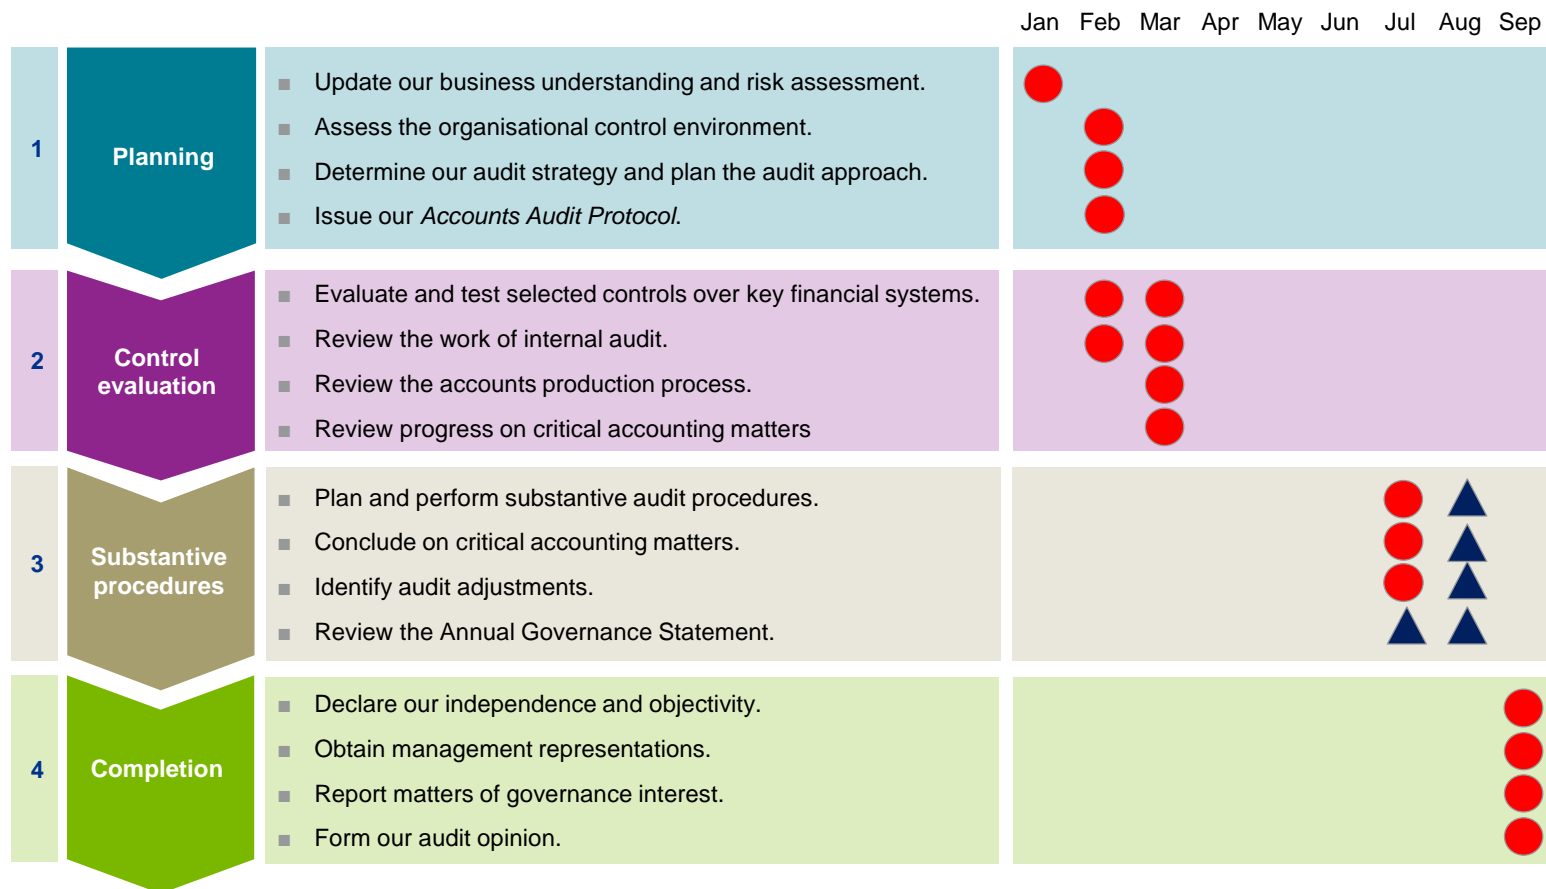 Jan Feb Mar Apr May Jun Jul Aug Sep
1
Planning
■ Update our business understanding and risk assessment.
■ Assess the organisational control environment.
■ Determine our audit strategy and plan the audit approach.
■ Issue our Accounts Audit Protocol.
2
Control
evaluation
■ Evaluate and test selected controls over key financial systems.
■ Review the work of internal audit.
■ Review the accounts production process.
■ Review progress on critical accounting matters
3
Substantive
procedures
■ Plan and perform substantive audit procedures.
■ Conclude on critical accounting matters.
■ Identify audit adjustments.
■ Review the Annual Governance Statement.
4
Completion
■ Declare our independence and objectivity.
■ Obtain management representations.
■ Report matters of governance interest.
■ Form our audit opinion.